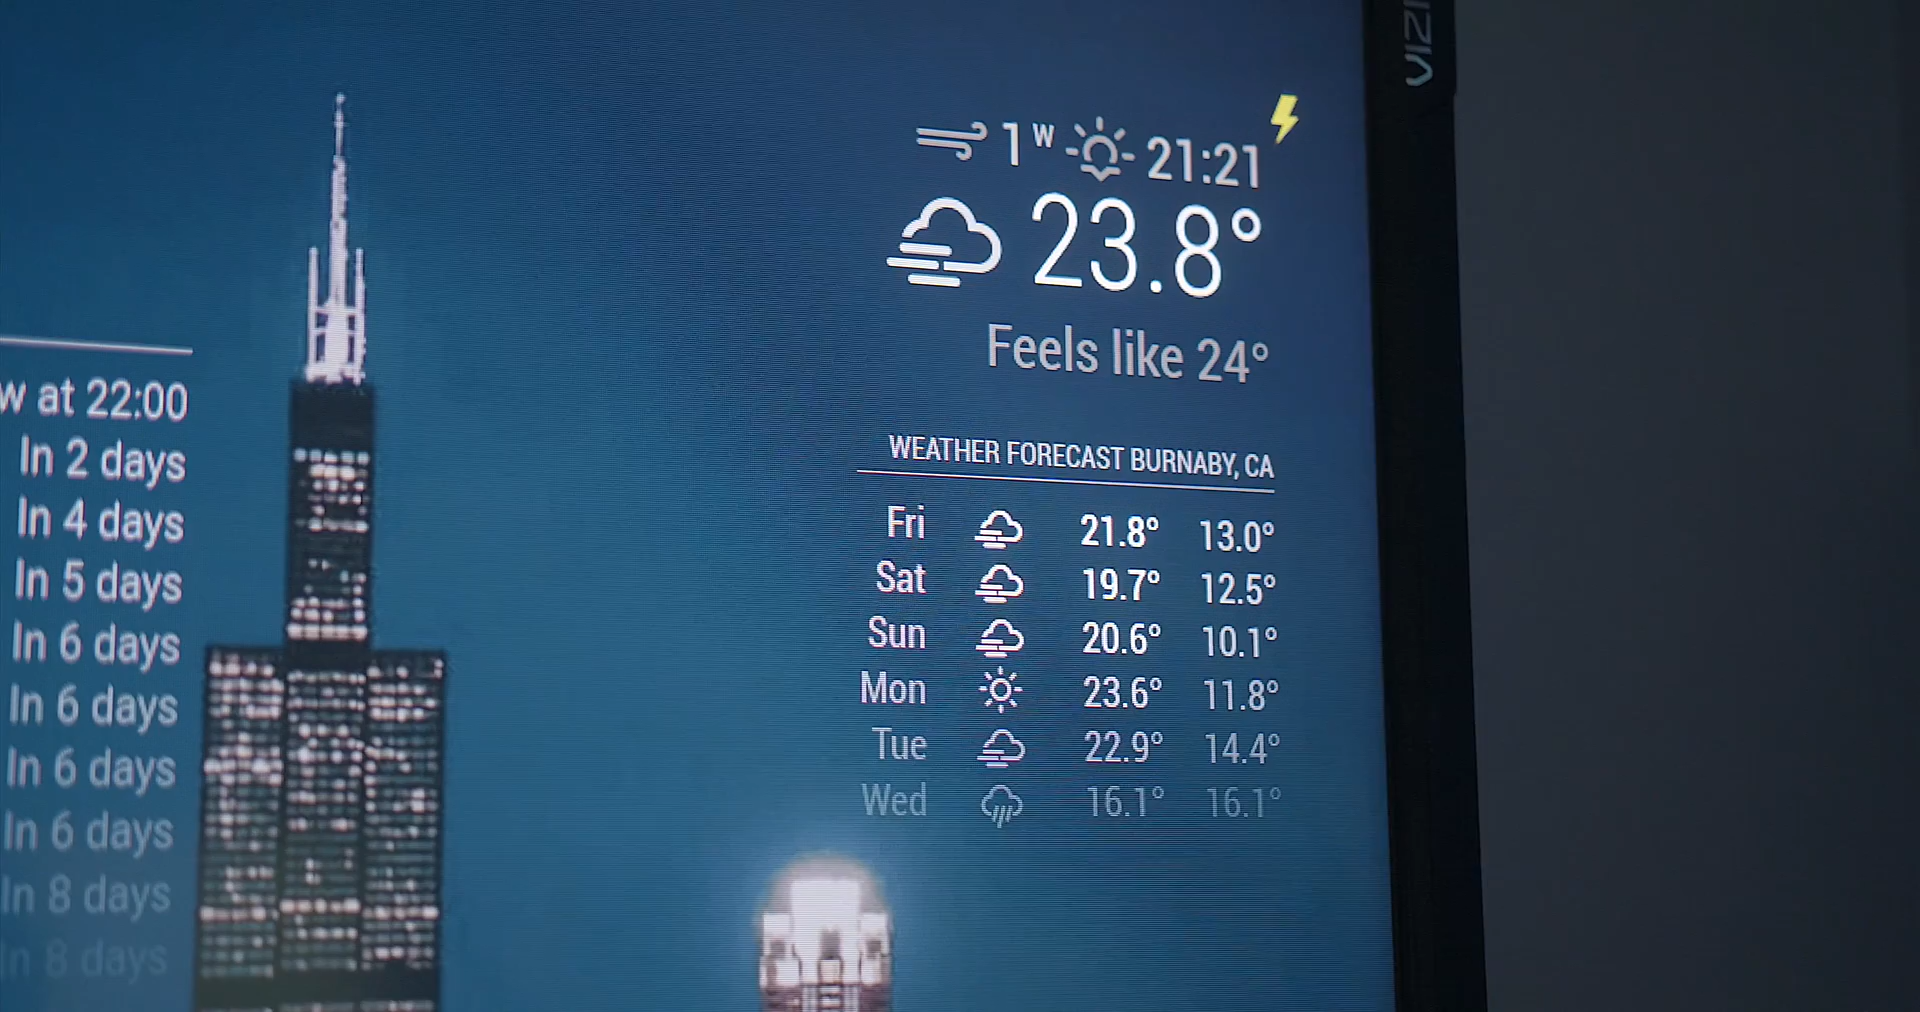 1 W 21:21
23.8°
Feels like 24°
WEATHER FORECAST BURNABY, CA
Fri 21.8° 13.0°
Sat 19.7° 12.5°
Sun 20.6° 10.1°
Mon 23.6° 11.8°
Tue 22.9° 14.4°
Wed 16.1° 16.1°
w at 22:00
In 2 days
In 4 days
In 5 days
In 6 days
In 6 days
In 6 days
In 6 days
In 8 days
In 8 days
VIZI